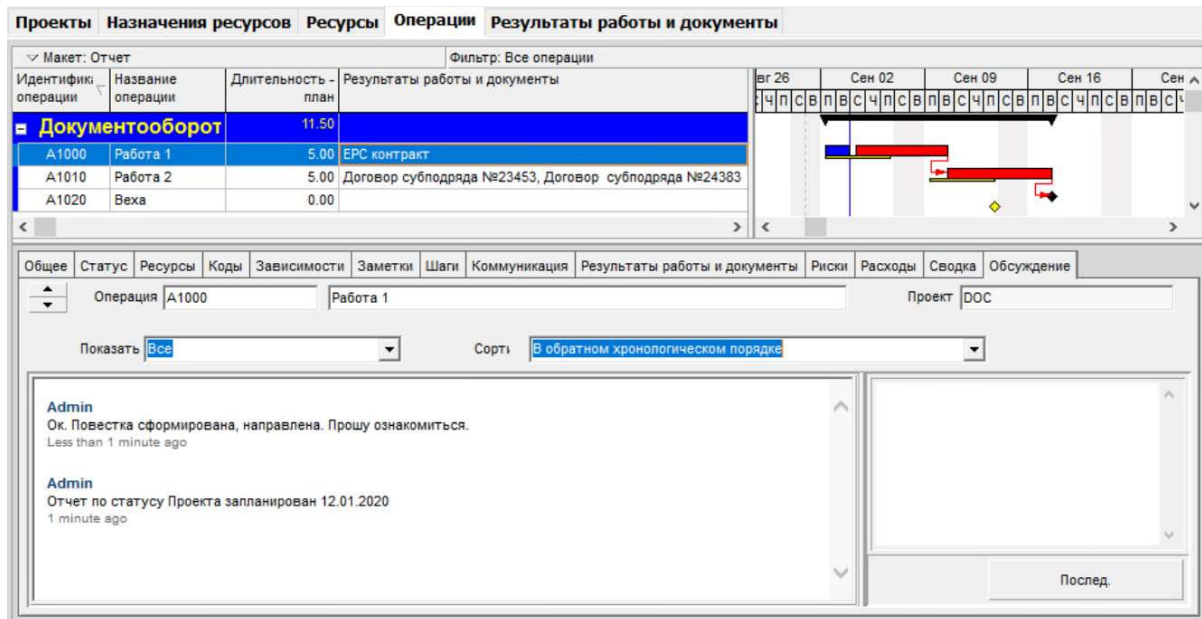 Проекты Назначения ресурсов Ресурсы Операции Результаты работы и документы
Макет: Отчет Фильтр: Все операции
Идентифика операции Название операции Длительность - план Результаты работы и документы
вг 26 Сен 02 Сен 09 Сен 16 Сен
Ч П С В П В С Ч П С В П В С Ч П С В П В С Ч П С В П В С Ч
Документооборот 11.50
A1000 Работа 1 5.00 EPC контракт
A1010 Работа 2 5.00 Договор субподряда №23453, Договор субподряда №24383
A1020 Веха 0.00
Общее Статус Ресурсы Коды Зависимости Заметки Шаги Коммуникация Результаты работы и документы Риски Расходы Сводка Обсуждение
Операция A1000 Работа 1 Проект DOC
Показать Все Сорти В обратном хронологическом порядке
Admin
Ок. Повестка сформирована, направлена. Прошу ознакомиться.
Less than 1 minute ago
Admin
Отчет по статусу Проекта запланирован 12.01.2020
1 minute ago
Послед.